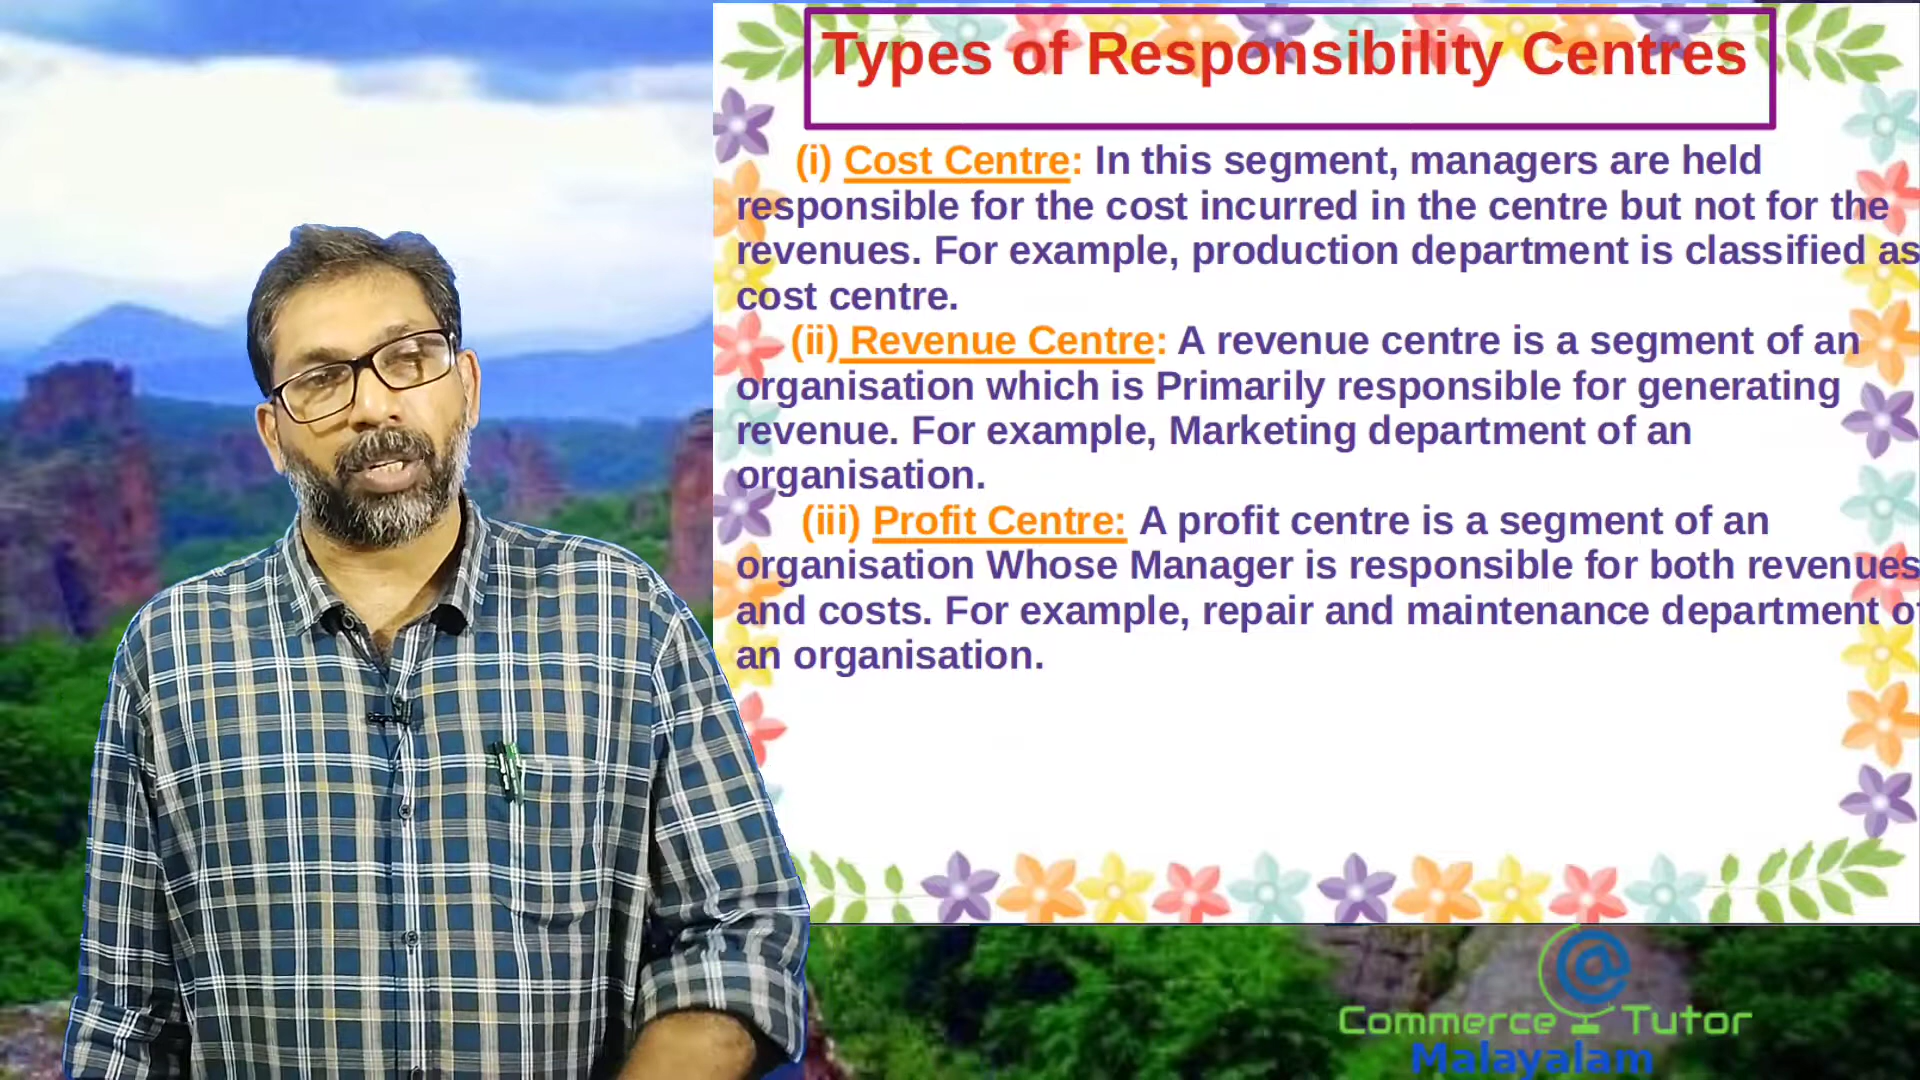 Types of Responsibility Centres
(i) Cost Centre: In this segment, managers are held
responsible for the cost incurred in the centre but not for the
revenues. For example, production department is classified as
cost centre.
(ii) Revenue Centre: A revenue centre is a segment of an
organisation which is Primarily responsible for generating
revenue. For example, Marketing department of an
organisation.
(iii) Profit Centre: A profit centre is a segment of an
organisation Whose Manager is responsible for both revenues
and costs. For example, repair and maintenance department of
an organisation.
@
Commerce Tutor
Malayalam